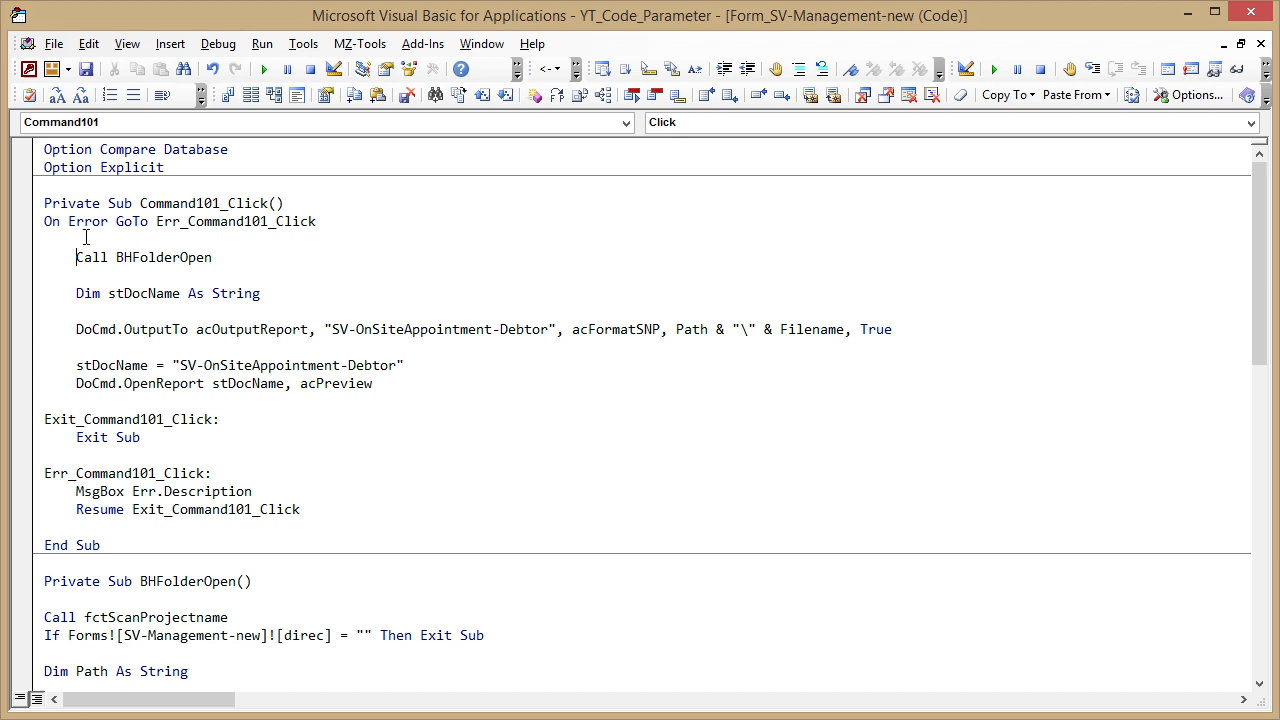 Microsoft Visual Basic for Applications - YT_Code_Parameter - [Form_SV-Management-new (Code)]
File Edit View Insert Debug Run Tools MZ-Tools Add-Ins Window Help
Copy To Paste From Options...
Command101 Click
Option Compare Database
Option Explicit
Private Sub Command101_Click()
On Error GoTo Err_Command101_Click
Call BHFolderOpen
Dim stDocName As String
DoCmd.OutputTo acOutputReport, "SV-OnSiteAppointment-Debtor", acFormatSNP, Path & "\" & Filename, True
stDocName = "SV-OnSiteAppointment-Debtor"
DoCmd.OpenReport stDocName, acPreview
Exit_Command101_Click:
Exit Sub
Err_Command101_Click:
MsgBox Err.Description
Resume Exit_Command101_Click
End Sub
Private Sub BHFolderOpen()
Call fctScanProjectname
If Forms![SV-Management-new]![direc] = "" Then Exit Sub
Dim Path As String